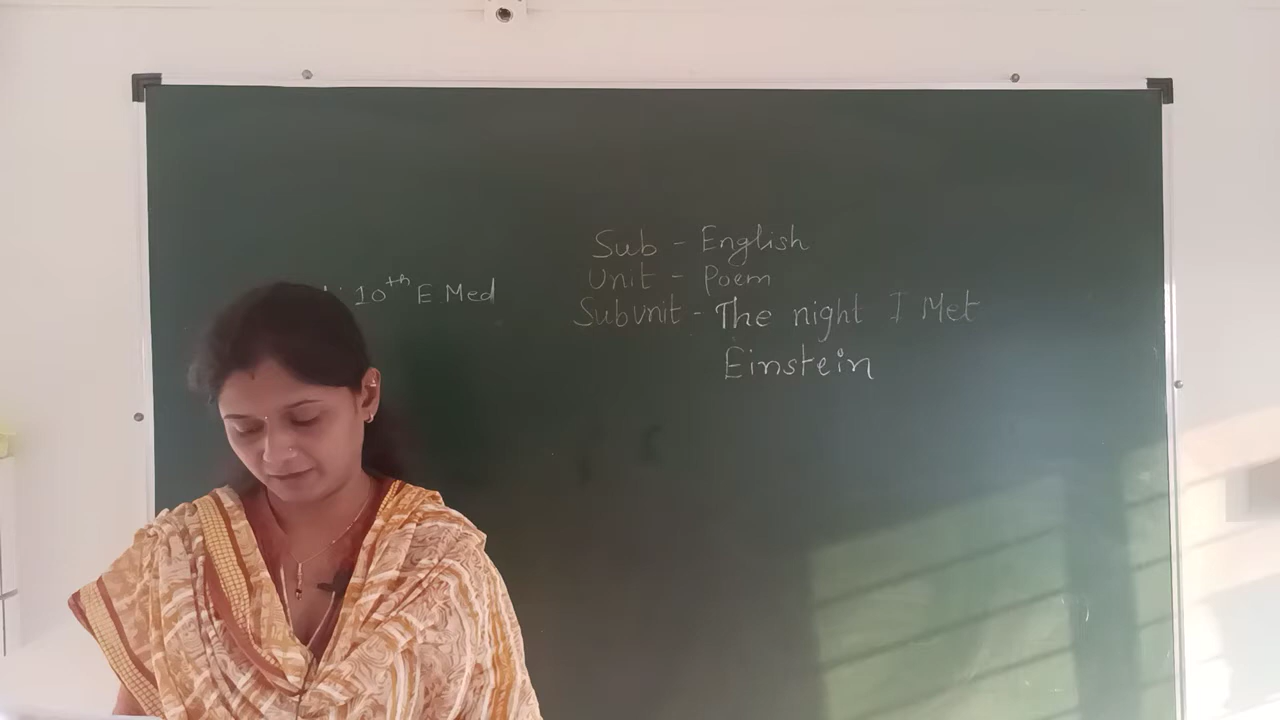 10th E Med
Sub - English
Unit - Poem
Subunit - The night I Met
Einstein